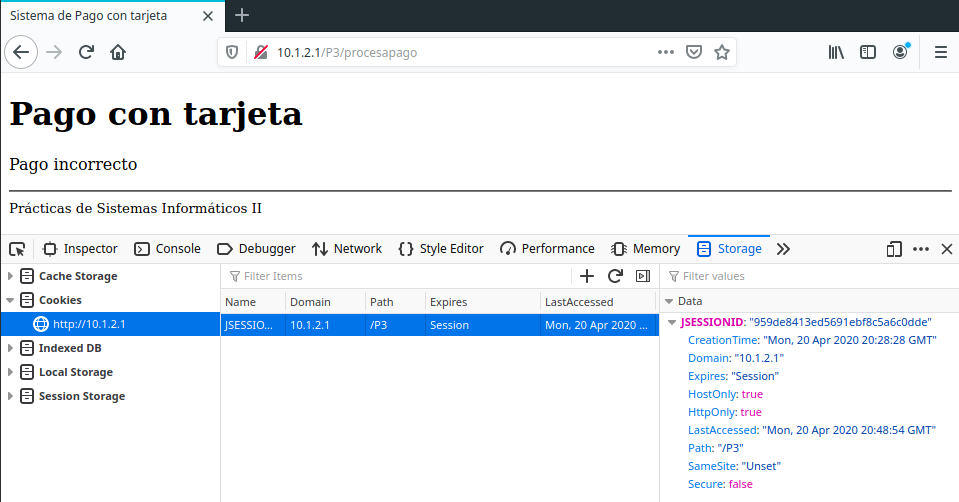 Sistema de Pago con tarjeta
10.1.2.1/P3/procesapago
Pago con tarjeta
Pago incorrecto
Prácticas de Sistemas Informáticos II
Inspector Console Debugger Network Style Editor Performance Memory Storage
Cache Storage
Cookies
http://10.1.2.1
Indexed DB
Local Storage
Session Storage
Filter Items
Name Domain Path Expires LastAccessed
JSESSIO... 10.1.2.1 /P3 Session Mon, 20 Apr 2020 ...
Filter values
Data
JSESSIONID: "959de8413ed5691ebf8c5a6c0dde"
CreationTime: "Mon, 20 Apr 2020 20:28:28 GMT"
Domain: "10.1.2.1"
Expires: "Session"
HostOnly: true
HttpOnly: true
LastAccessed: "Mon, 20 Apr 2020 20:48:54 GMT"
Path: "/P3"
SameSite: "Unset"
Secure: false